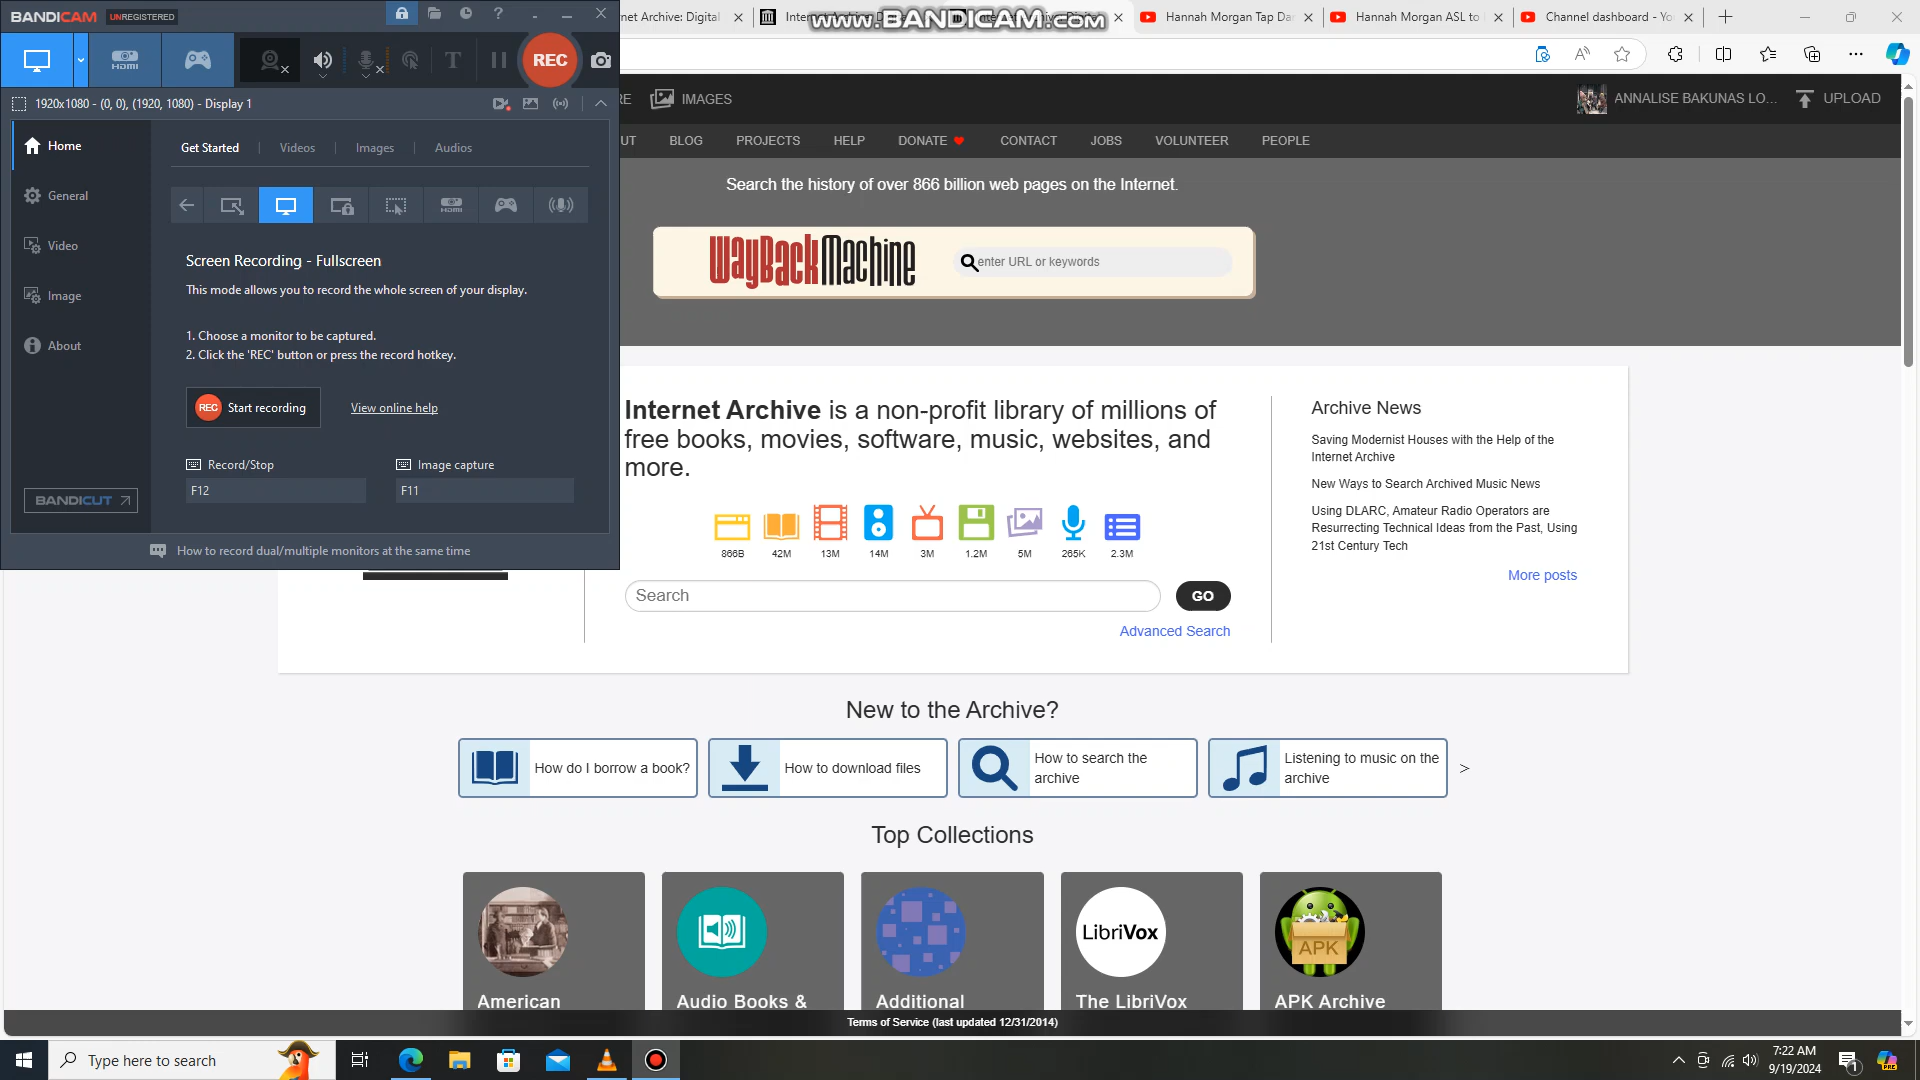 BANDICAM UNREGISTERED
rnet Archive: Digital
www.BANDICAM.com
Hannah Morgan Tap Da
Hannah Morgan ASL to
Channel dashboard - Yo
HDMI
T
REC
1920x1080 - (0, 0), (1920, 1080) - Display 1
IMAGES
ANNALISE BAKUNAS LO...
UPLOAD
Home
General
Video
Image
About
BANDICUT
Get Started
Videos
Images
Audios
UT
BLOG
PROJECTS
HELP
DONATE
CONTACT
JOBS
VOLUNTEER
PEOPLE
HDMI
Screen Recording - Fullscreen
This mode allows you to record the whole screen of your display.
1. Choose a monitor to be captured.
2. Click the 'REC' button or press the record hotkey.
REC Start recording
View online help
Record/Stop
F12
Image capture
F11
How to record dual/multiple monitors at the same time
Search the history of over 866 billion web pages on the Internet.
WayBackMachine
enter URL or keywords
Internet Archive is a non-profit library of millions of
free books, movies, software, music, websites, and
more.
866B
42M
13M
14M
3M
1.2M
5M
265K
2.3M
Search
GO
Advanced Search
Archive News
Saving Modernist Houses with the Help of the
Internet Archive
New Ways to Search Archived Music News
Using DLARC, Amateur Radio Operators are
Resurrecting Technical Ideas from the Past, Using
21st Century Tech
More posts
New to the Archive?
How do I borrow a book?
How to download files
How to search the
archive
Listening to music on the
archive
>
Top Collections
LibriVox
APK
American
Audio Books &
Additional
The LibriVox
APK Archive
Terms of Service (last updated 12/31/2014)
Type here to search
7:22 AM
9/19/2024
1
PRE